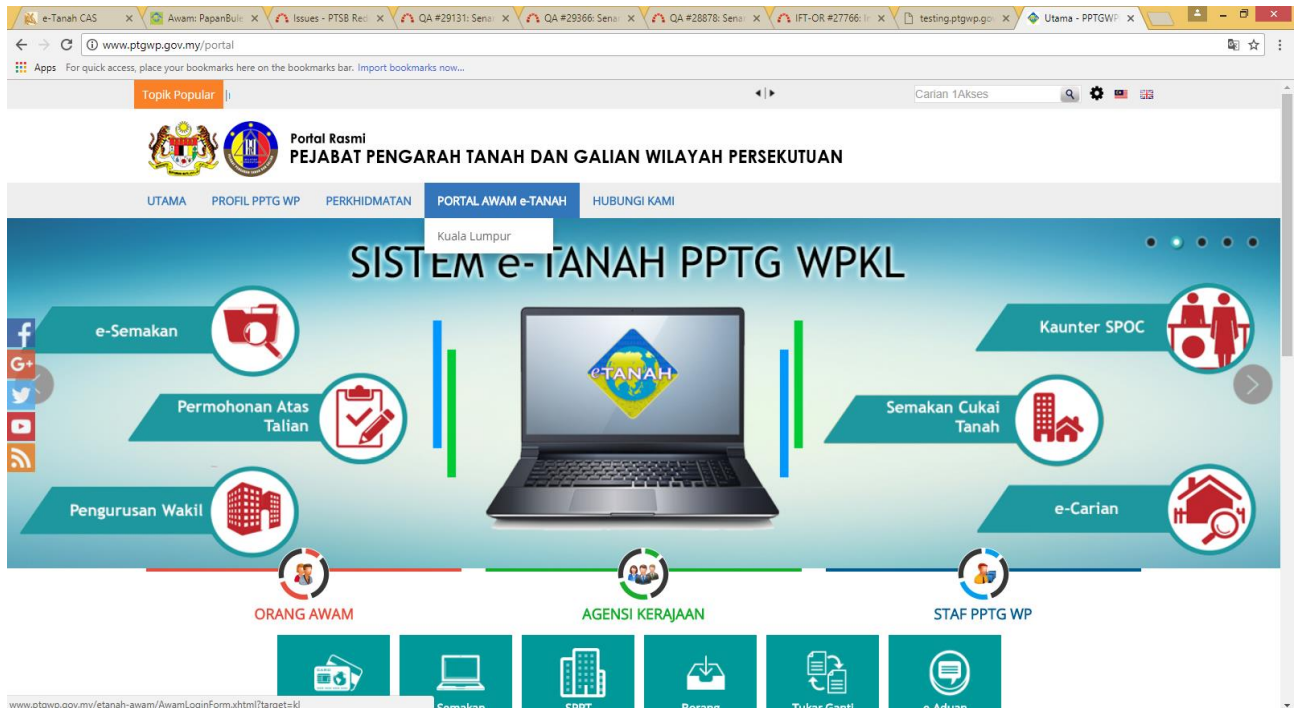 e-Tanah CAS
Awam: PapanBule
Issues - PTSB Red
QA #29131: Senar
QA #29366: Senar
QA #28878: Senar
IFT-OR #27766: Ir
testing.ptgwp.go
Utama - PPTGWP
www.ptgwp.gov.my/portal
Apps For quick access, place your bookmarks here on the bookmarks bar. Import bookmarks now...
Topik Popular
Carian 1Akses
Portal Rasmi
PEJABAT PENGARAH TANAH DAN GALIAN WILAYAH PERSEKUTUAN
UTAMA PROFIL PPTG WP PERKHIDMATAN PORTAL AWAM e-TANAH HUBUNGI KAMI
Kuala Lumpur
SISTEM e-TANAH PPTG WPKL
e-Semakan
Kaunter SPOC
eTANAH
Permohonan Atas
Talian
Semakan Cukai
Tanah
Pengurusan Wakil
e-Carian
f
G+
ORANG AWAM
AGENSI KERAJAAN
STAF PPTG WP
Semakan SPPT Borang Tukar Ganti e-Aduan
www.ptgwp.gov.my/etanah-awam/AwamLoginForm.xhtml?target=kl